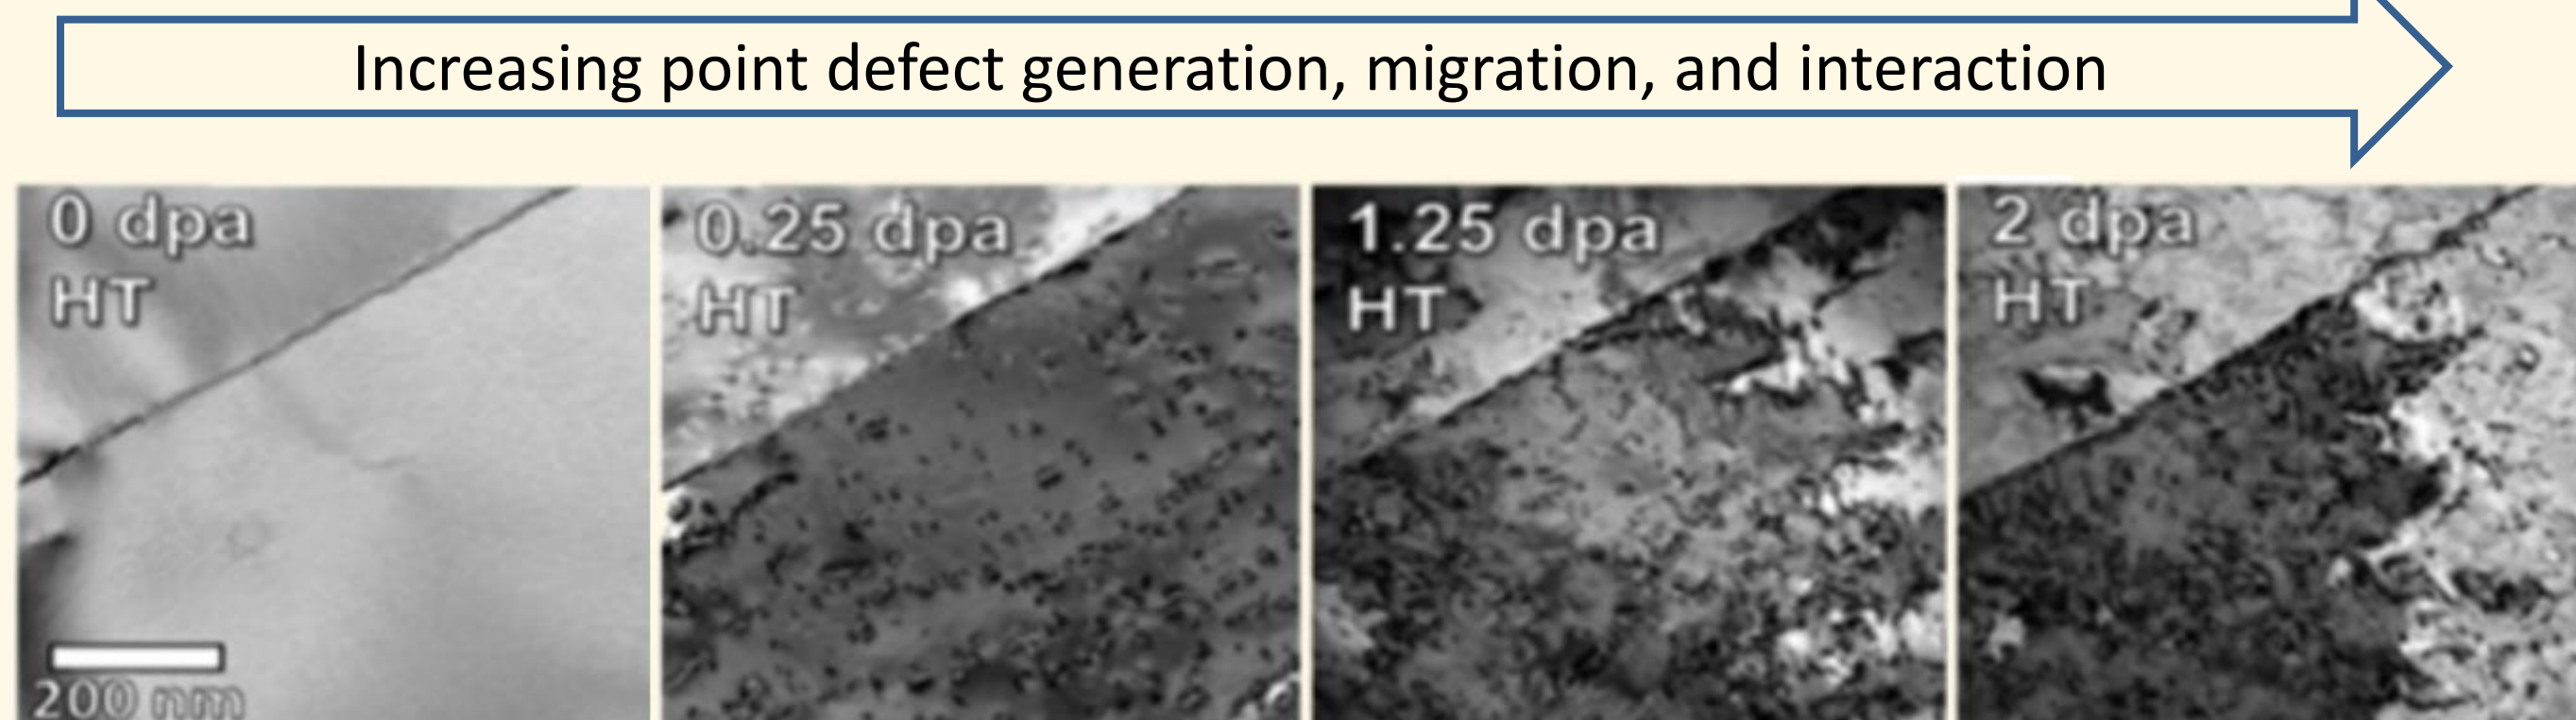 Increasing point defect generation, migration, and interaction
0 dpa
HT
200 nm
0.25 dpa
HT
1.25 dpa
HT
2 dpa
HT